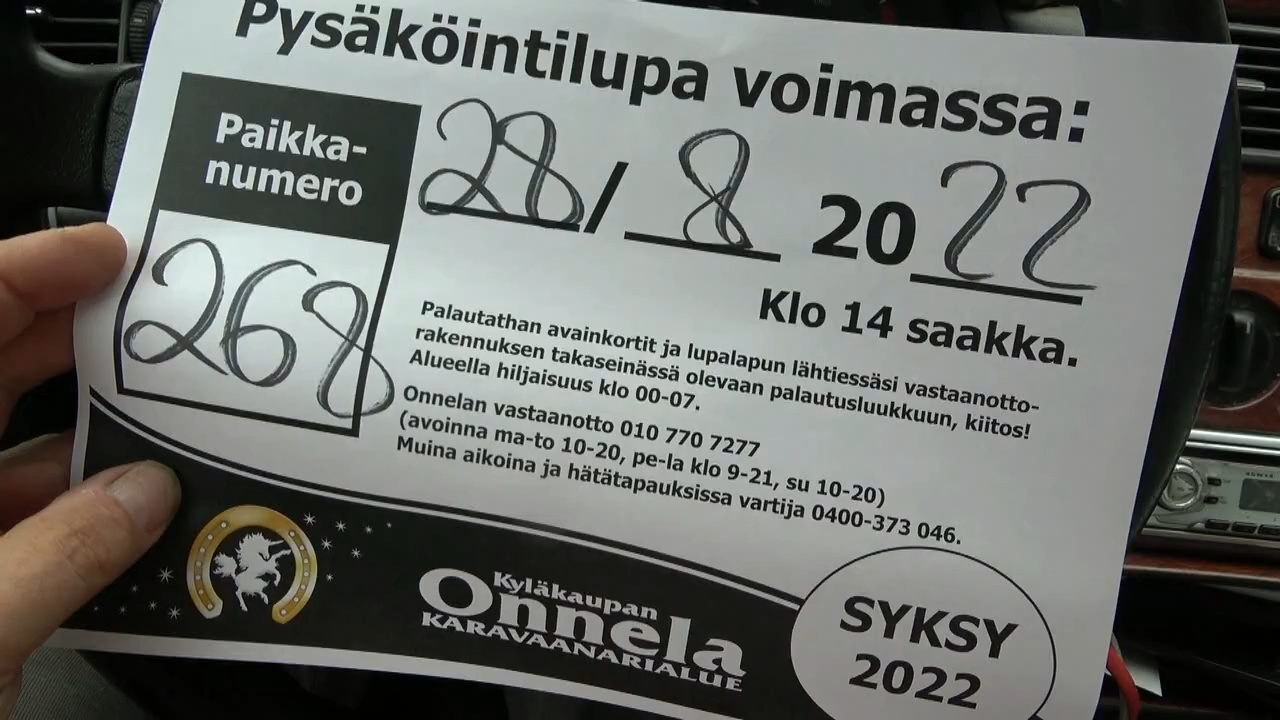 Pysäköintilupa voimassa:
Paikka-
numero
268
28/8 2022
Klo 14 saakka.
Palautathan avainkortit ja lupalapun lähtiessäsi vastaanotto-
rakennuksen takaseinässä olevaan palautusluukkuun, kiitos!
Alueella hiljaisuus klo 00-07.
Onnelan vastaanotto 010 770 7277
(avoinna ma-to 10-20, pe-la klo 9-21, su 10-20)
Muina aikoina ja hätätapauksissa vartija 0400-373 046.
Kyläkaupan
Onnela
KARAVAANARIALUE
SYKSY
2022